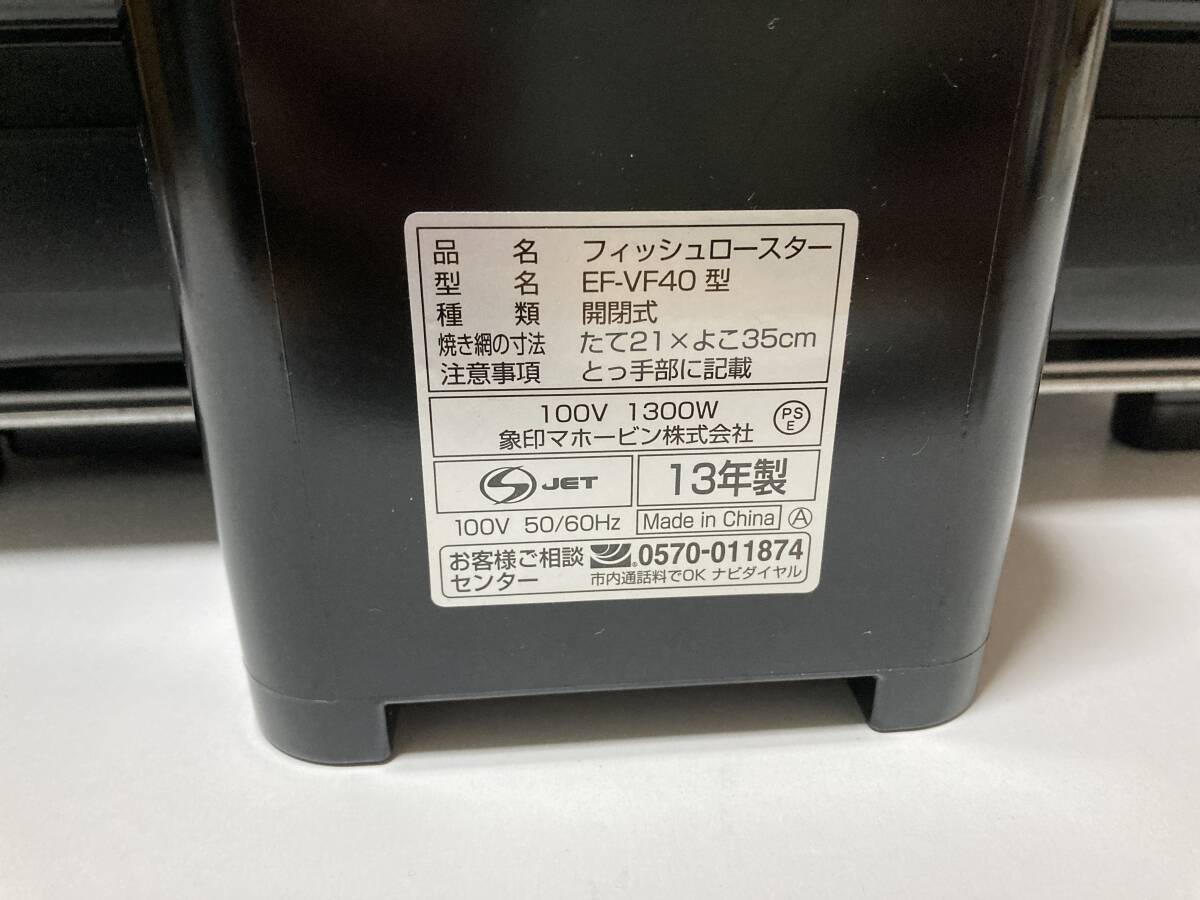 品名 フィッシュロースター
型名 EF-VF40 型
種類 開閉式
焼き網の寸法 たて21×よこ35cm
注意事項 とっ手部に記載
100V 1300W
PS
E
象印マホービン株式会社
JET
13年製
100V 50/60Hz Made in China A
お客様ご相談
センター
0570-011874
市内通話料でOK ナビダイヤル